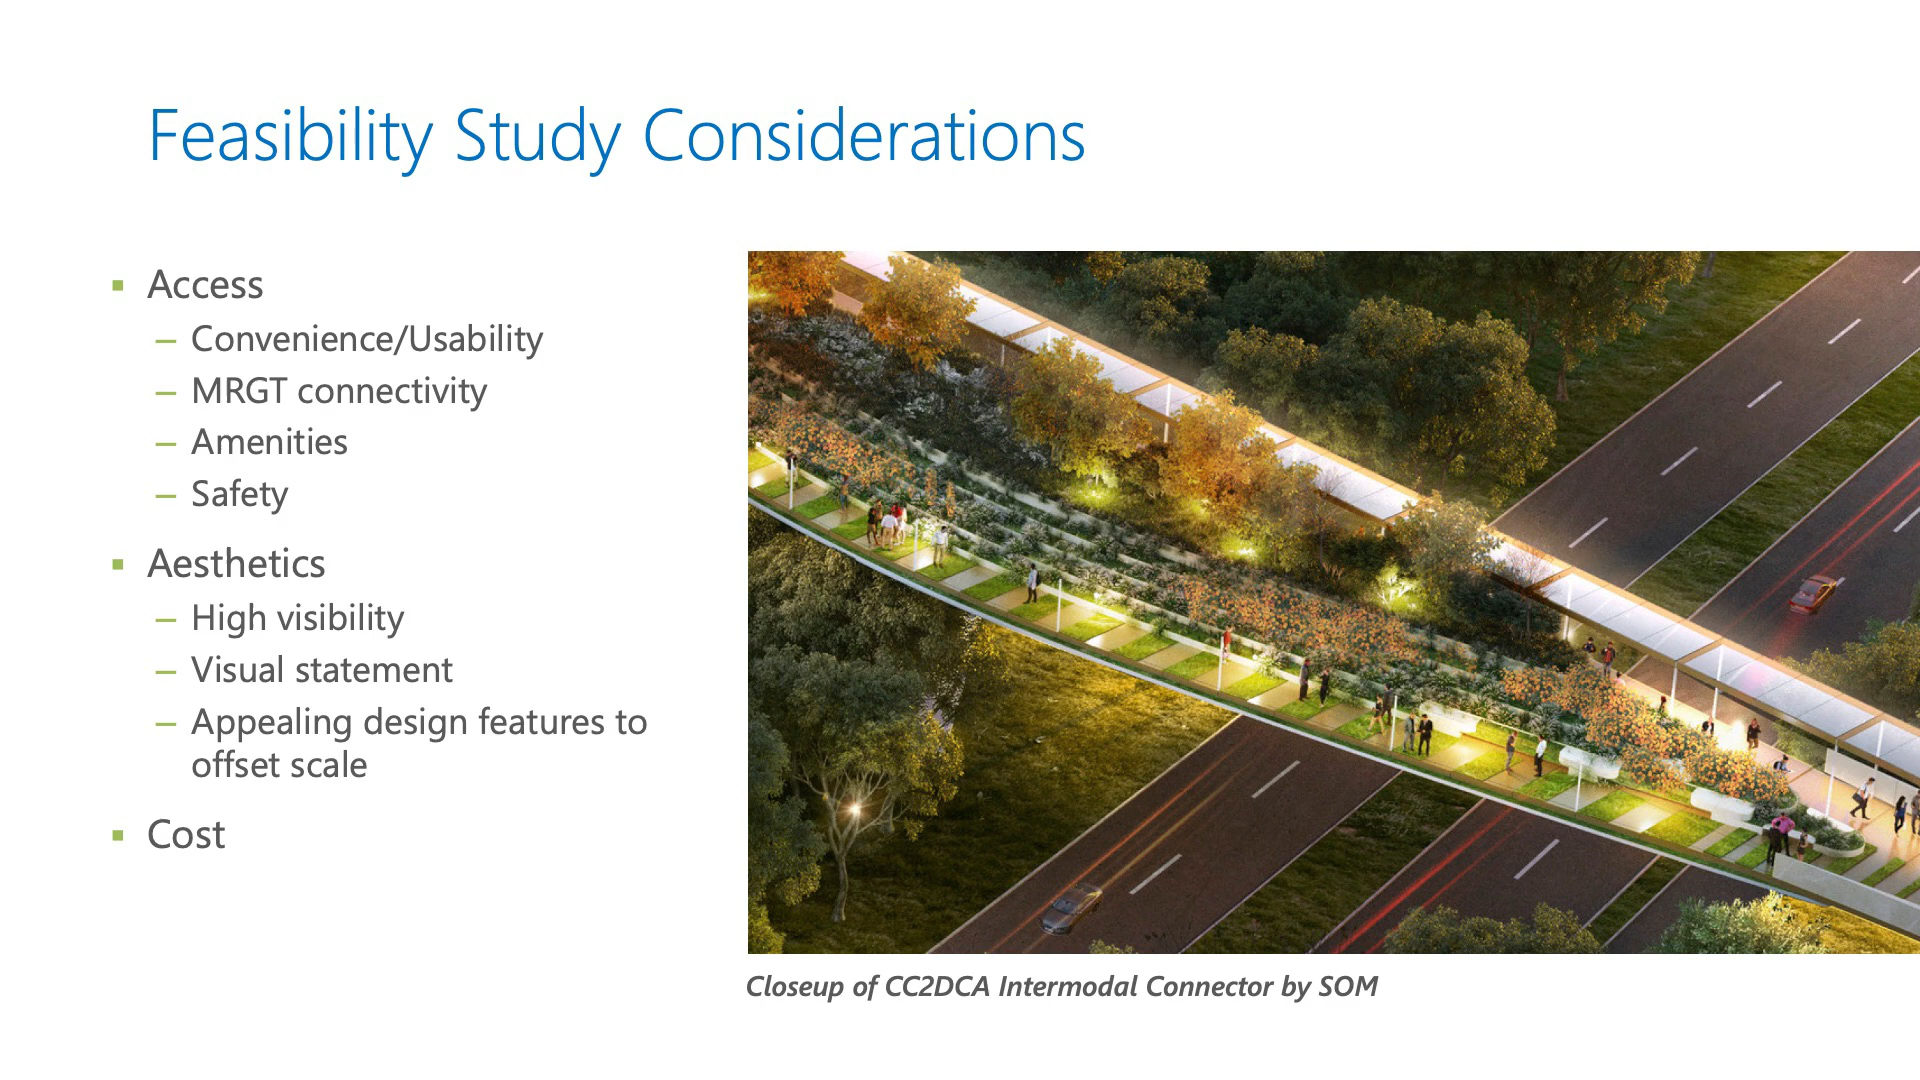 Feasibility Study Considerations
▪ Access
– Convenience/Usability
– MRGT connectivity
– Amenities
– Safety
▪ Aesthetics
– High visibility
– Visual statement
– Appealing design features to
offset scale
▪ Cost
Closeup of CC2DCA Intermodal Connector by SOM